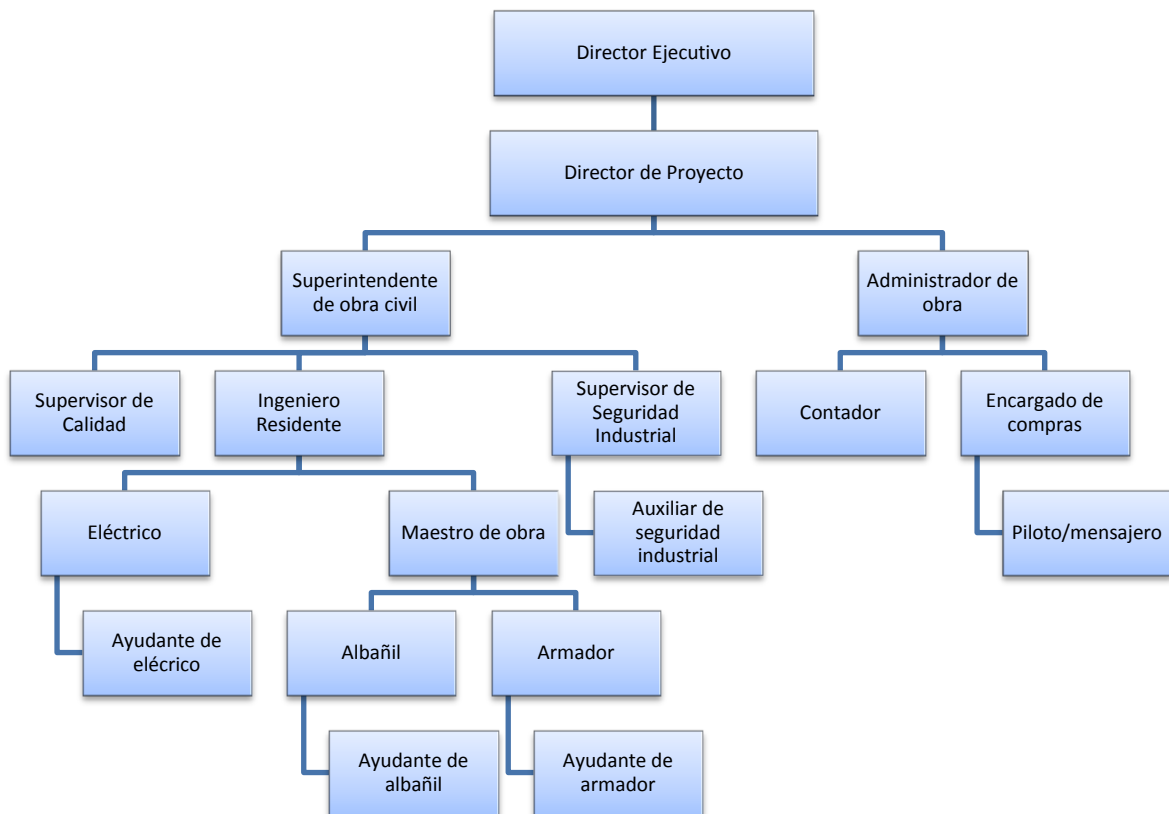 Director Ejecutivo
Director de Proyecto
Superintendente
de obra civil
Administrador de
obra
Supervisor de
Calidad
Ingeniero
Residente
Supervisor de
Seguridad
Industrial
Contador
Encargado de
compras
Eléctrico
Maestro de obra
Auxiliar de
seguridad
industrial
Piloto/mensajero
Ayudante de
elécrico
Albañil
Armador
Ayudante de
albañil
Ayudante de
armador